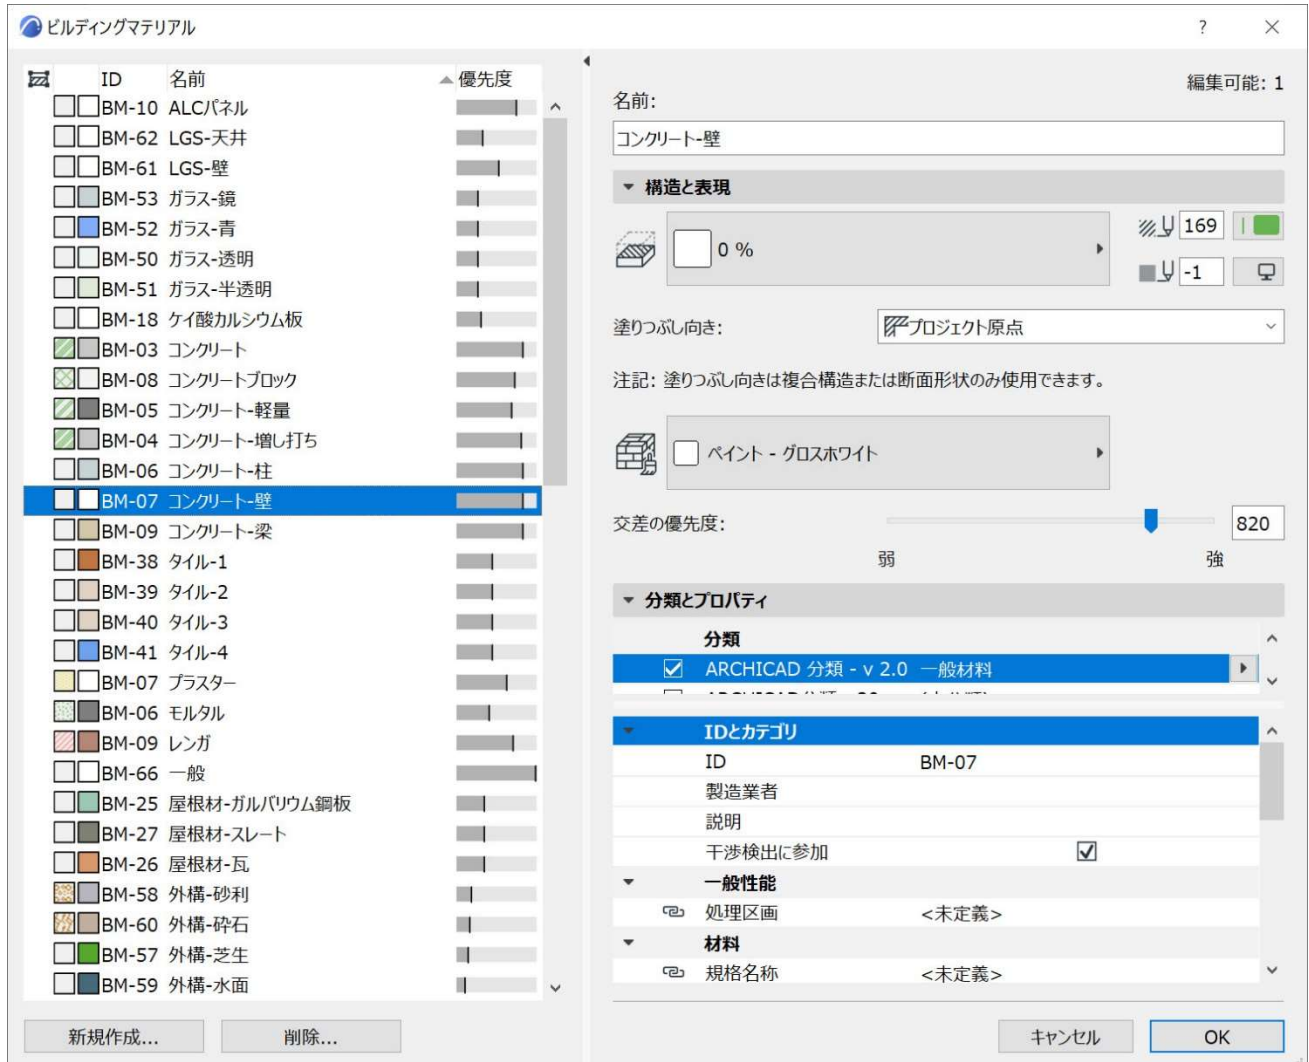 ビルディングマテリアル
?
ID 名前 優先度
BM-10 ALCパネル
BM-62 LGS-天井
BM-61 LGS-壁
BM-53 ガラス-鏡
BM-52 ガラス-青
BM-50 ガラス-透明
BM-51 ガラス-半透明
BM-18 ケイ酸カルシウム板
BM-03 コンクリート
BM-08 コンクリートブロック
BM-05 コンクリート-軽量
BM-04 コンクリート-増し打ち
BM-06 コンクリート-柱
BM-07 コンクリート-壁
BM-09 コンクリート-梁
BM-38 タイル-1
BM-39 タイル-2
BM-40 タイル-3
BM-41 タイル-4
BM-07 プラスター
BM-06 モルタル
BM-09 レンガ
BM-66 一般
BM-25 屋根材-ガルバリウム鋼板
BM-27 屋根材-スレート
BM-26 屋根材-瓦
BM-58 外構-砂利
BM-60 外構-砕石
BM-57 外構-芝生
BM-59 外構-水面
新規作成...
削除...
編集可能: 1
名前:
コンクリート-壁
構造と表現
0 %
169
-1
塗りつぶし向き:
プロジェクト原点
注記: 塗りつぶし向きは複合構造または断面形状のみ使用できます。
ペイント - グロスホワイト
交差の優先度:
820
弱 強
分類とプロパティ
分類
ARCHICAD 分類 - v 2.0 一般材料
IDとカテゴリ
ID BM-07
製造業者
説明
干渉検出に参加
一般性能
処理区画 <未定義>
材料
規格名称 <未定義>
キャンセル
OK